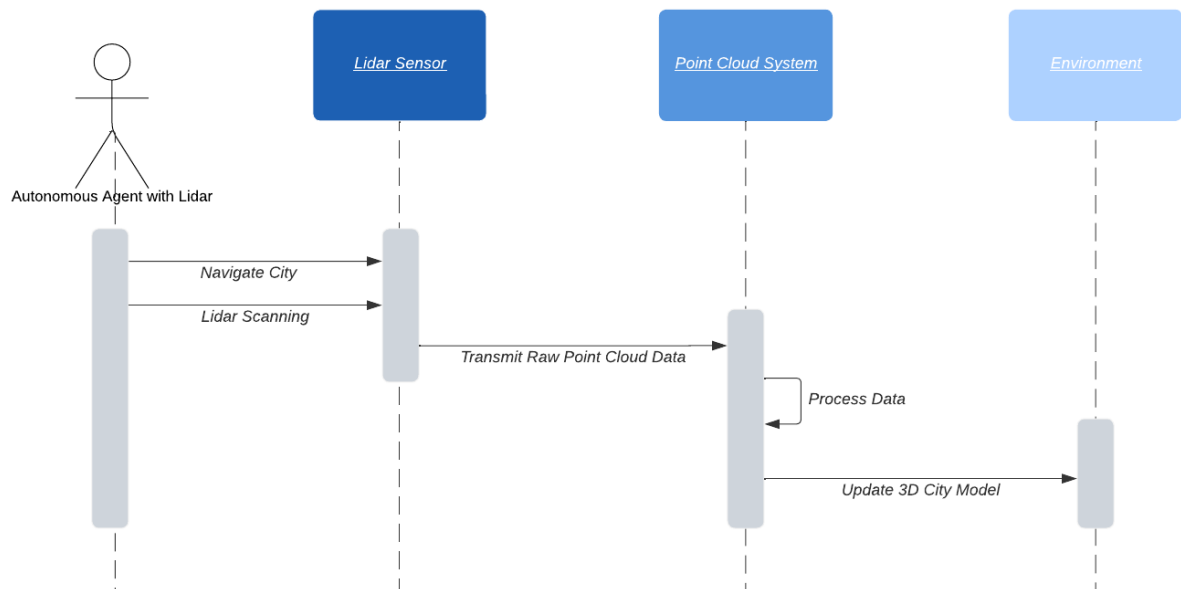 Lidar Sensor
Point Cloud System
Environment
Autonomous Agent with Lidar
Navigate City
Lidar Scanning
Transmit Raw Point Cloud Data
Process Data
Update 3D City Model